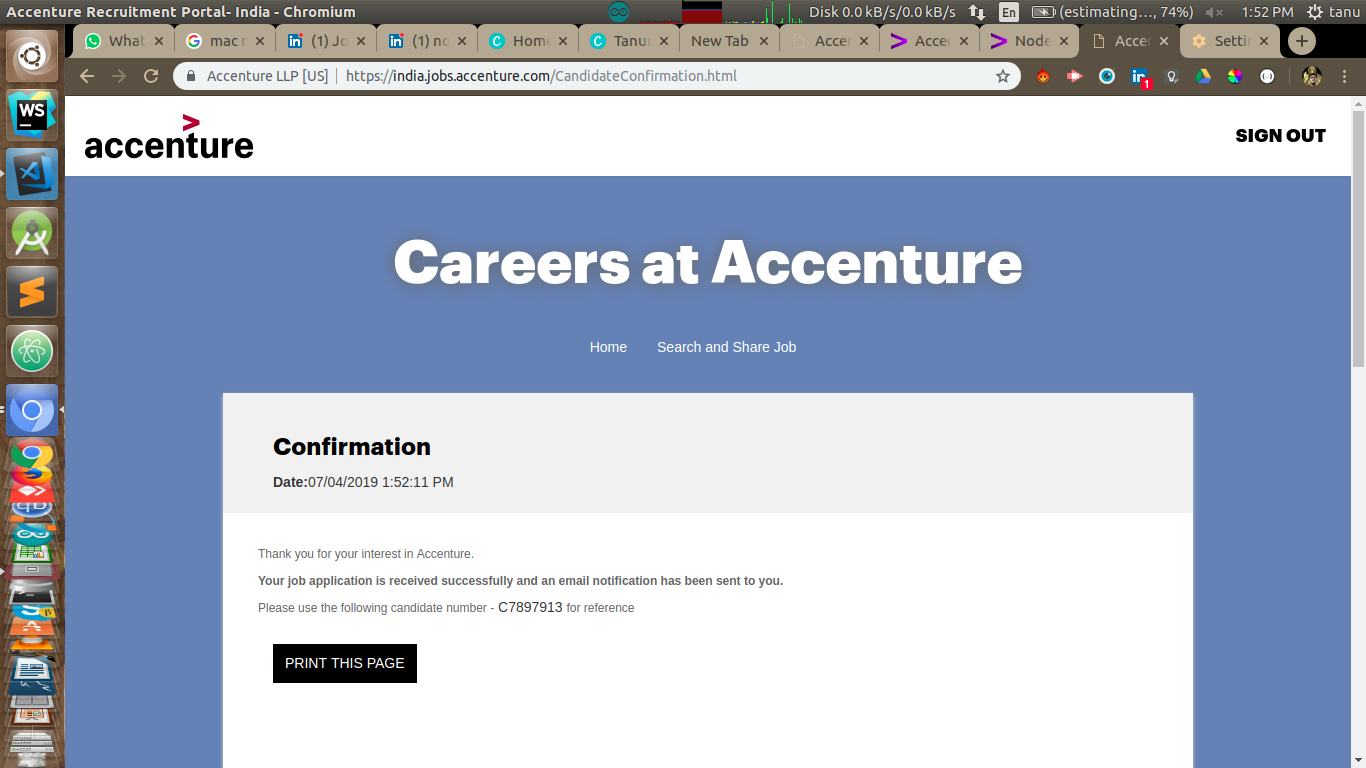 Accenture Recruitment Portal- India - Chromium
Disk 0.0 kB/s/0.0 kB/s
En
(estimating..., 74%)
1:52 PM
tanu
What
mac r
(1) Jo
(1) no
Home
Tanu
New Tab
Accer
Accer
Node
Accer
Settin
Accenture LLP [US]
https://india.jobs.accenture.com/CandidateConfirmation.html
1
WS
accenture
SIGN OUT
Careers at Accenture
Home
Search and Share Job
Confirmation
Date:07/04/2019 1:52:11 PM
Thank you for your interest in Accenture.
Your job application is received successfully and an email notification has been sent to you.
Please use the following candidate number - C7897913 for reference
PRINT THIS PAGE